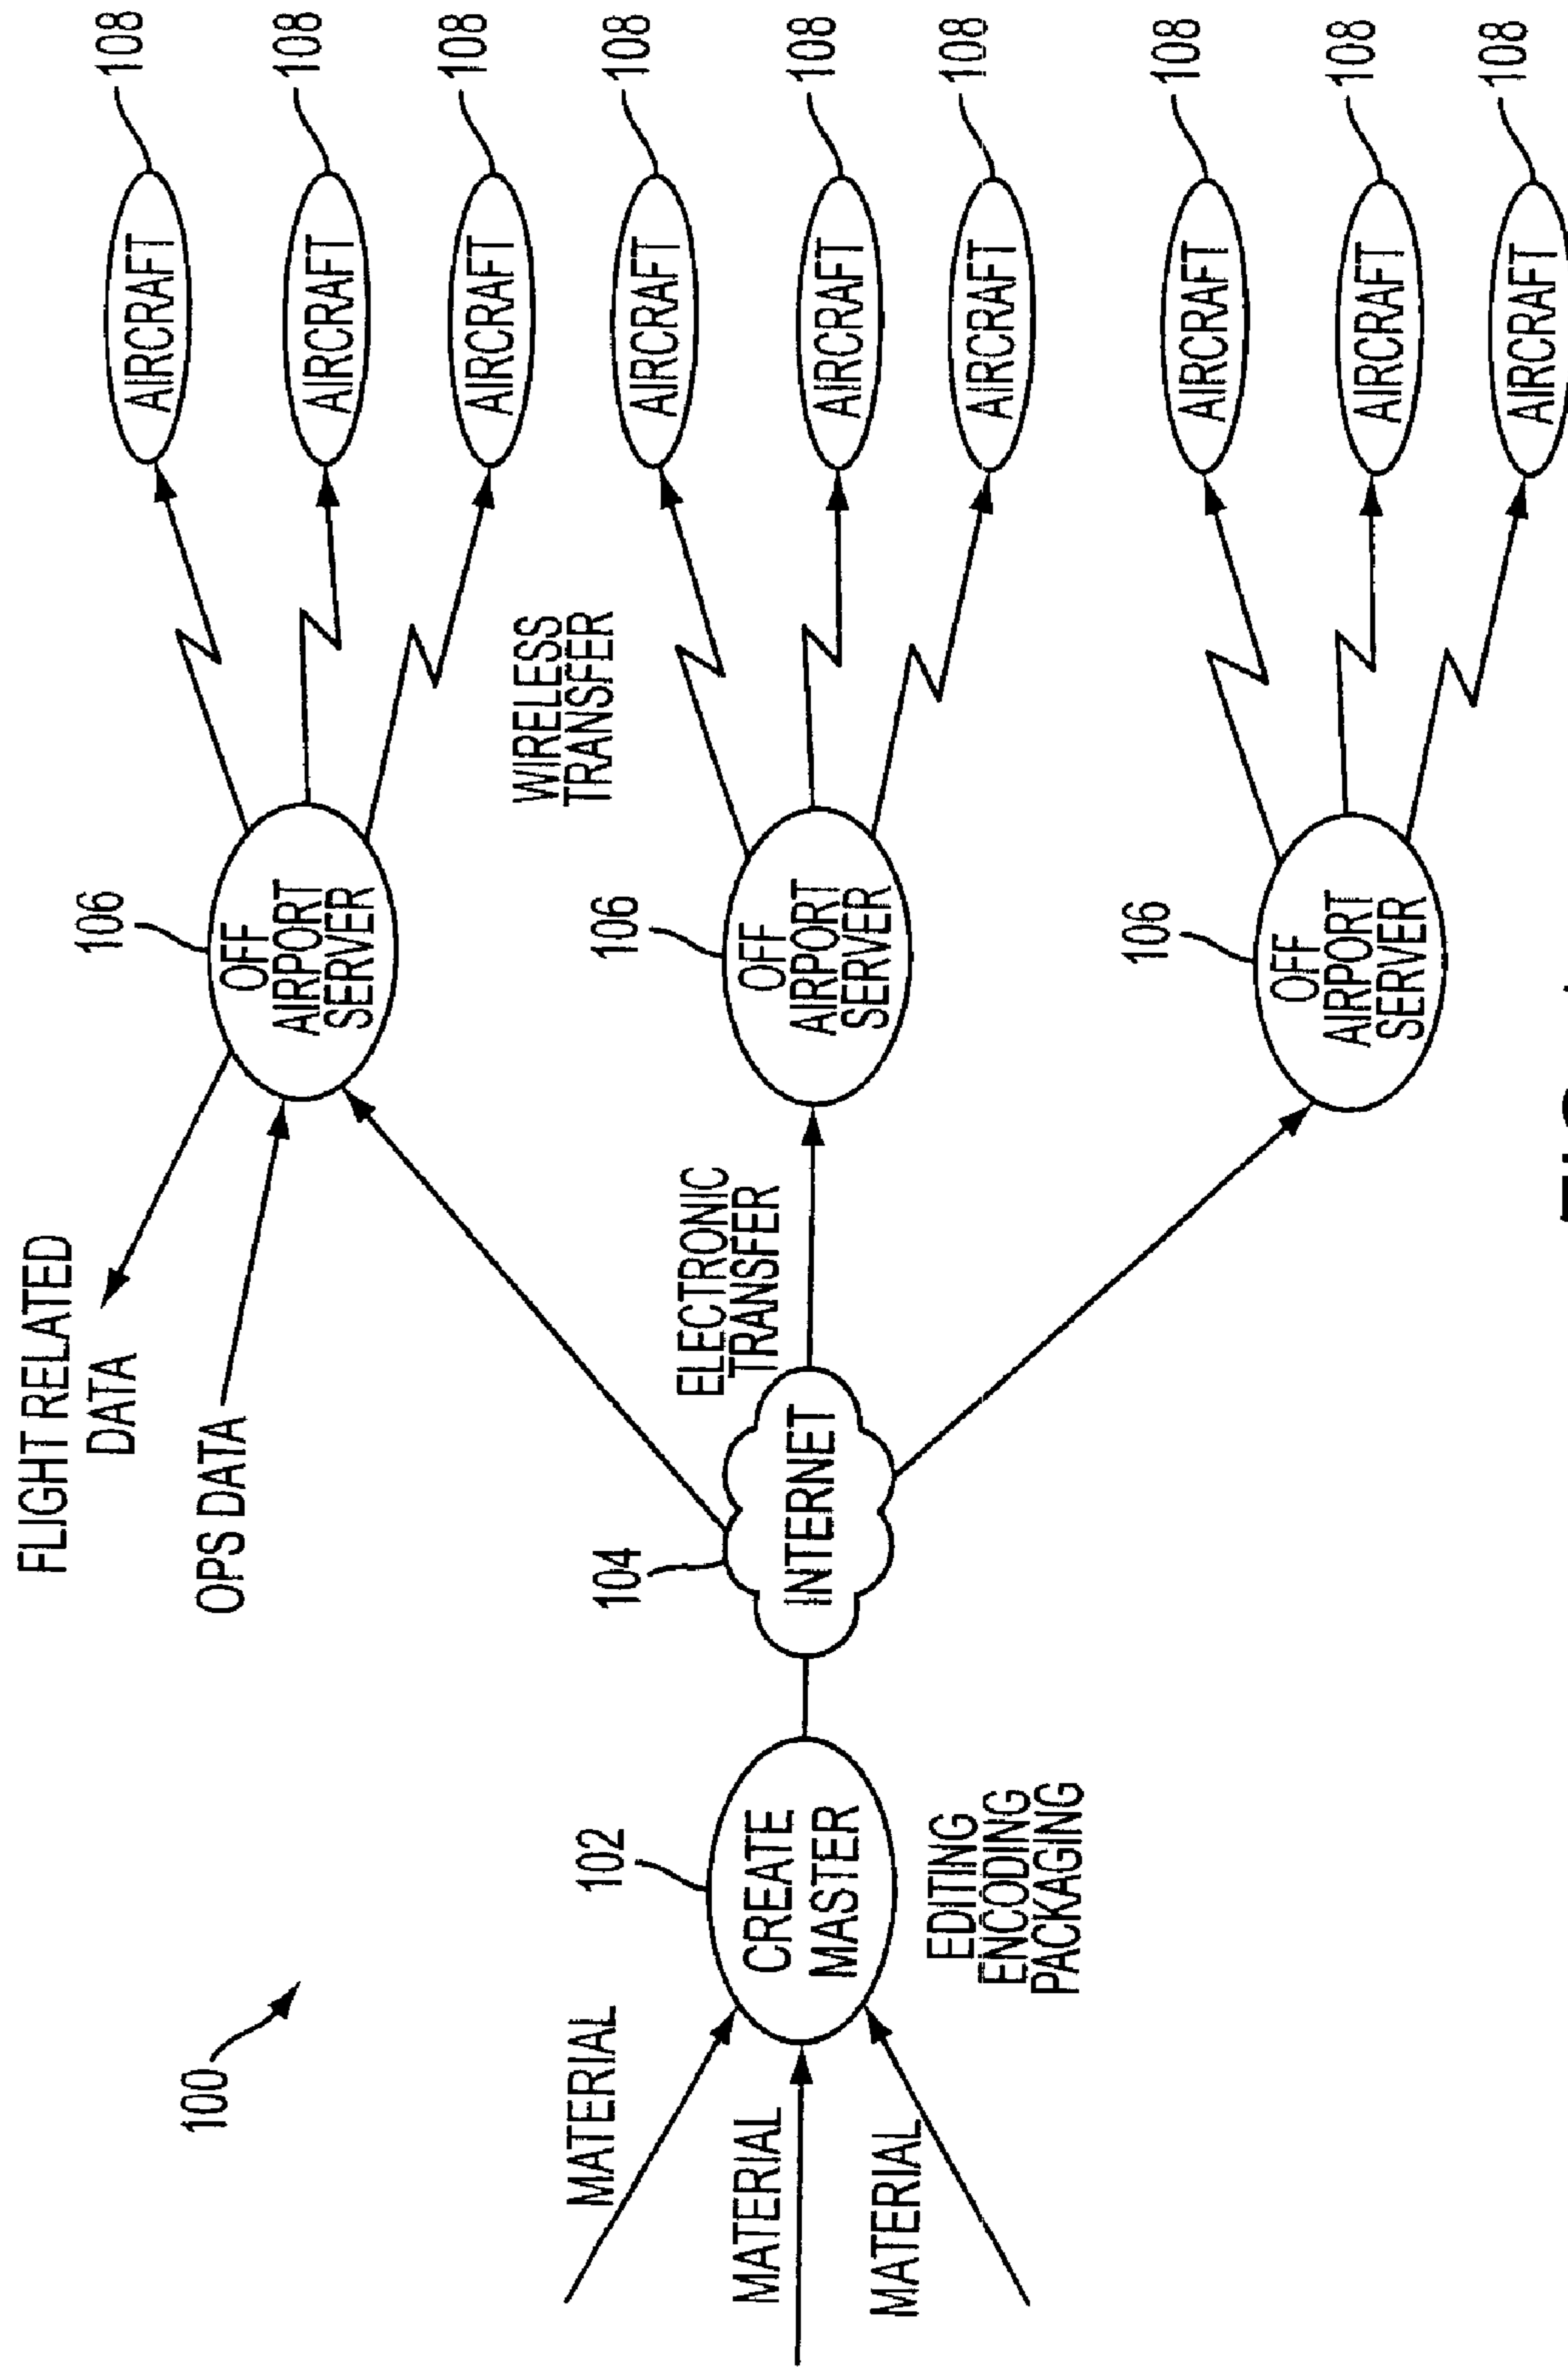 100
MATERIAL
MATERIAL
MATERIAL
102
CREATE
MASTER
EDITING
ENCODING
PACKAGING
104
INTERNET
FLIGHT RELATED
DATA
OPS DATA
ELECTRONIC
TRANSFER
106
OFF
AIRPORT
SERVER
106
OFF
AIRPORT
SERVER
106
OFF
AIRPORT
SERVER
WIRELESS
TRANSFER
AIRCRAFT
108
AIRCRAFT
108
AIRCRAFT
108
AIRCRAFT
108
AIRCRAFT
108
AIRCRAFT
108
AIRCRAFT
108
AIRCRAFT
108
AIRCRAFT
108